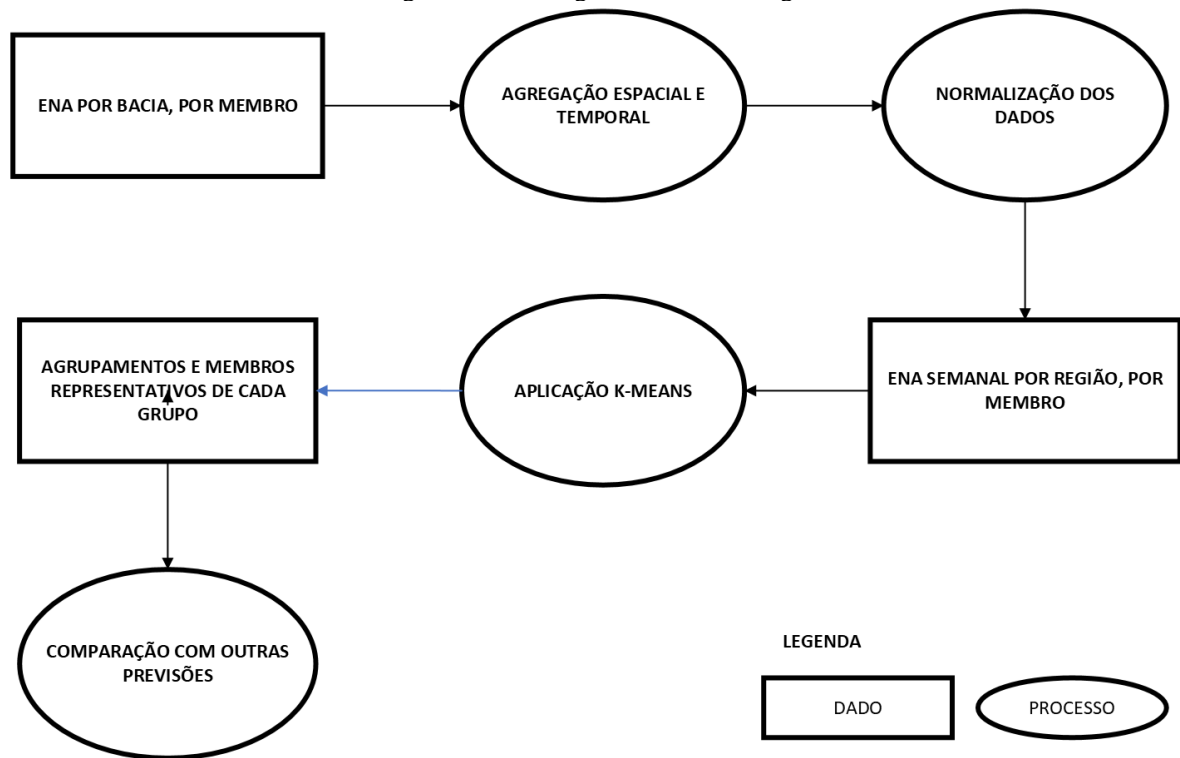 ENA POR BACIA, POR MEMBRO
AGREGAÇÃO ESPACIAL E
TEMPORAL
NORMALIZAÇÃO DOS
DADOS
AGRUPAMENTOS E MEMBROS
REPRESENTATIVOS DE CADA
GRUPO
APLICAÇÃO K-MEANS
ENA SEMANAL POR REGIÃO, POR
MEMBRO
COMPARAÇÃO COM OUTRAS
PREVISÕES
LEGENDA
DADO
PROCESSO